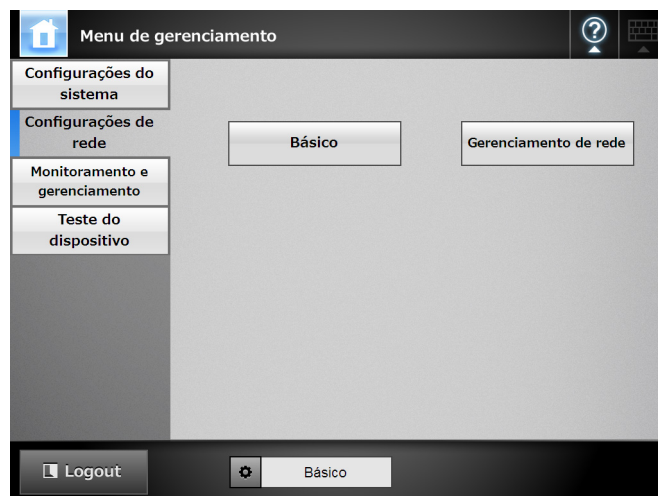 Menu de gerenciamento
?
Configurações do
sistema
Configurações de
rede
Básico
Gerenciamento de rede
Monitoramento e
gerenciamento
Teste do
dispositivo
Logout
Básico